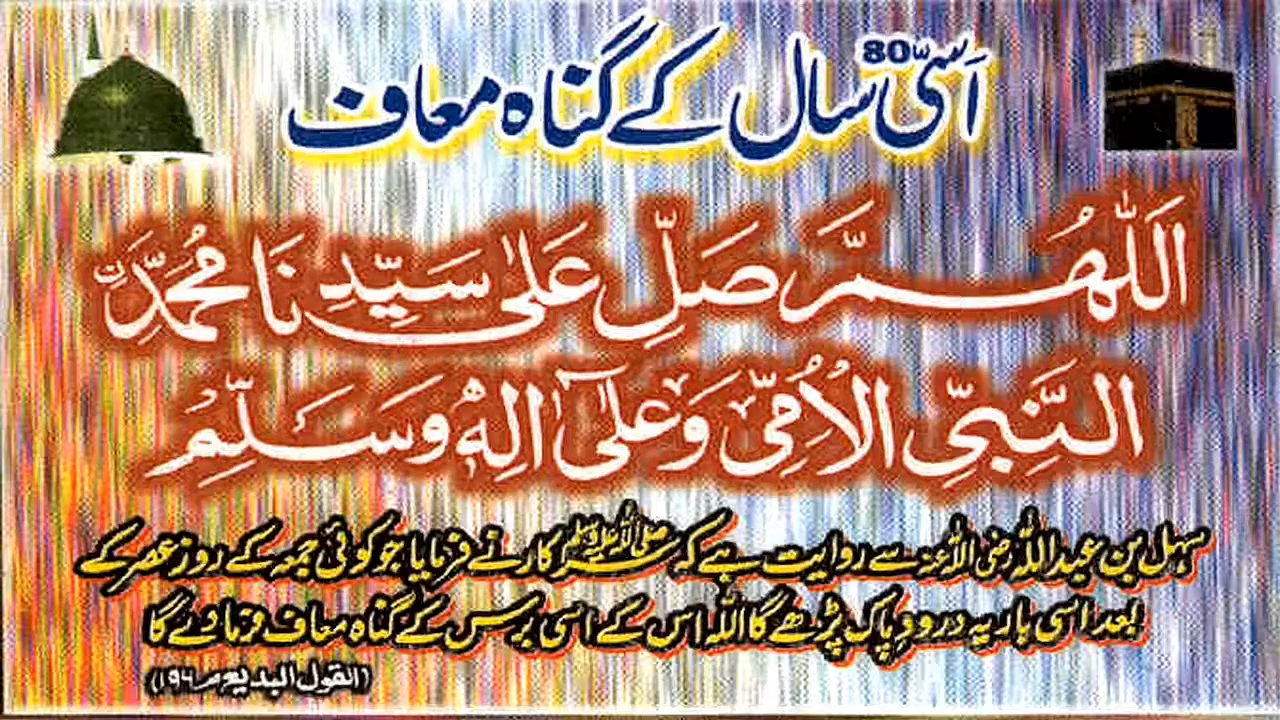 اَسّی 80 سال کے گناہ معاف
اَللّٰهُمَّ صَلِّ عَلٰی سَیِّدِنَا مُحَمَّدَنِ
النَّبِیِّ الْاُمِّیِّ وَعَلٰٓی اٰلِهٖ وَسَلِّمْ
سہل بن عبداللہ رضی اللہ عنہ سے روایت ہے کہ سرکار صلی اللہ علیہ وسلم نے فرمایا جو کوئی جمعہ کے روز عصر کے
بعد اسی بار یہ درودِ پاک پڑھے گا اللہ اس کے اسی برس کے گناہ معاف فرما دے گا
(القول البدیع ص ۱۹۶)